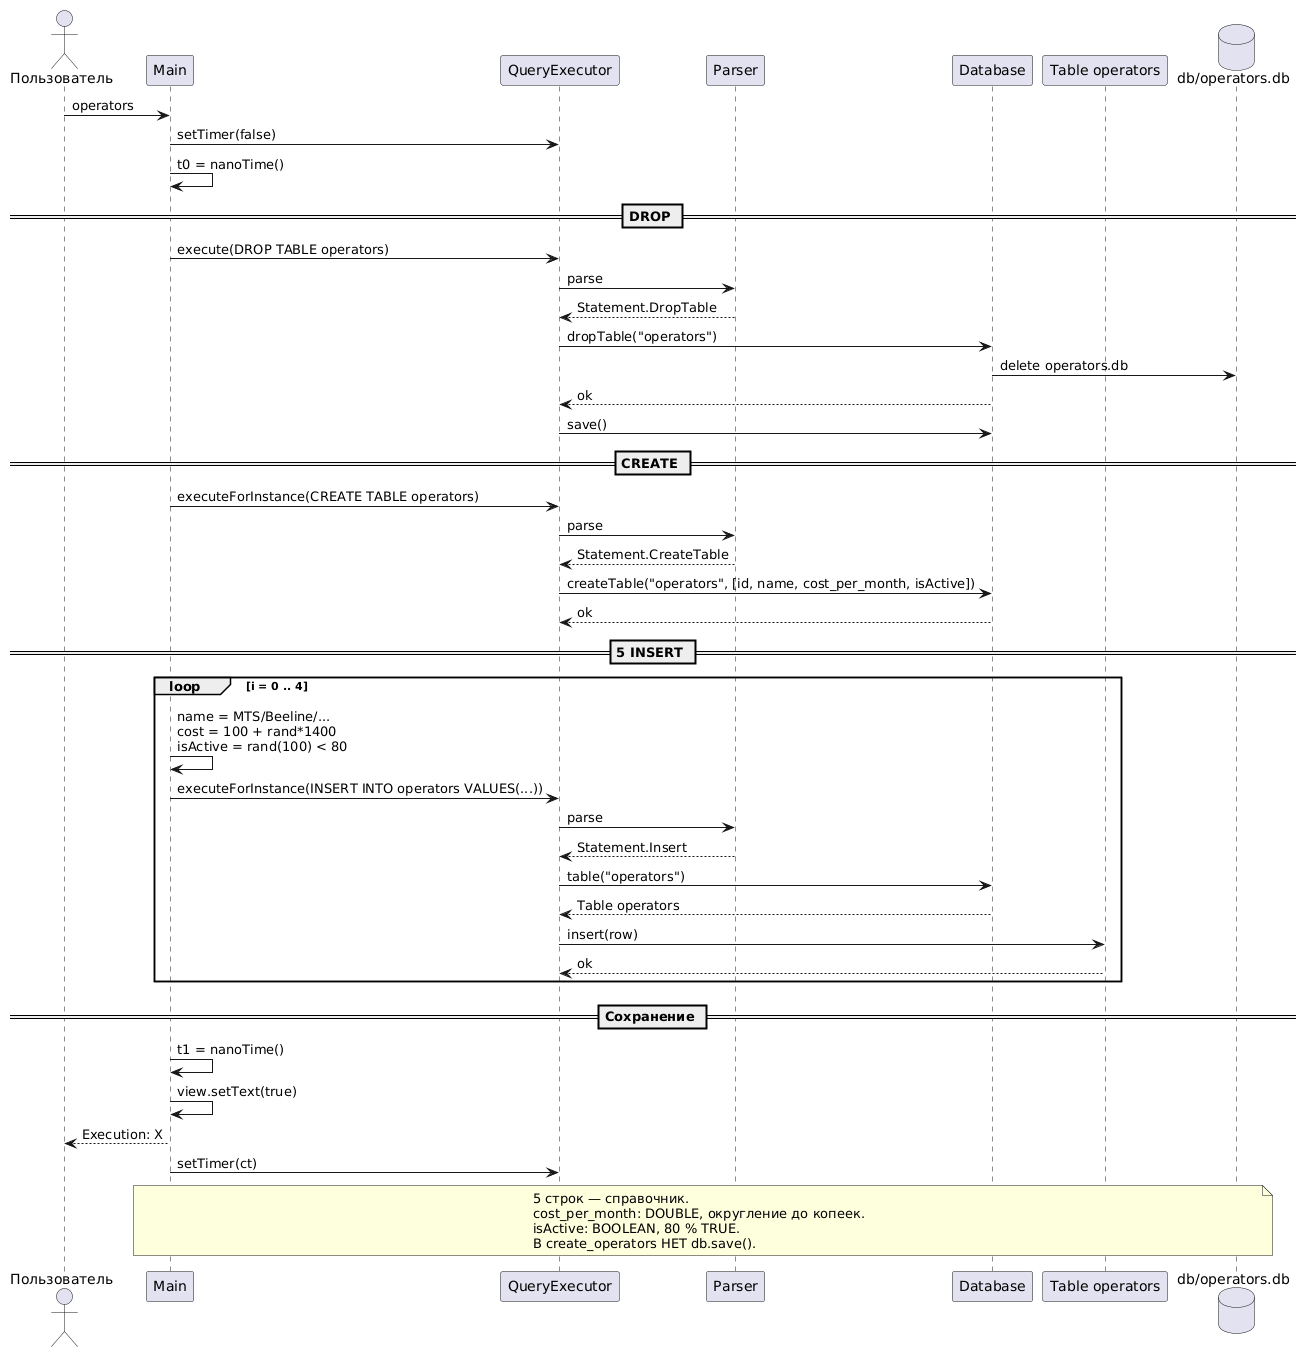 Пользователь
Main
QueryExecutor
Parser
Database
Table operators
db/operators.db
operators
setTimer(false)
t0 = nanoTime()
DROP
execute(DROP TABLE operators)
parse
Statement.DropTable
dropTable("operators")
delete operators.db
ok
save()
CREATE
executeForInstance(CREATE TABLE operators)
parse
Statement.CreateTable
createTable("operators", [id, name, cost_per_month, isActive])
ok
5 INSERT
loop [i = 0 .. 4]
name = MTS/Beeline/...
cost = 100 + rand*1400
isActive = rand(100) < 80
executeForInstance(INSERT INTO operators VALUES(...))
parse
Statement.Insert
table("operators")
Table operators
insert(row)
ok
Сохранение
t1 = nanoTime()
view.setText(true)
Execution: X
setTimer(ct)
5 строк — справочник.
cost_per_month: DOUBLE, округление до копеек.
isActive: BOOLEAN, 80 % TRUE.
В create_operators НЕТ db.save().
Пользователь
Main
QueryExecutor
Parser
Database
Table operators
db/operators.db